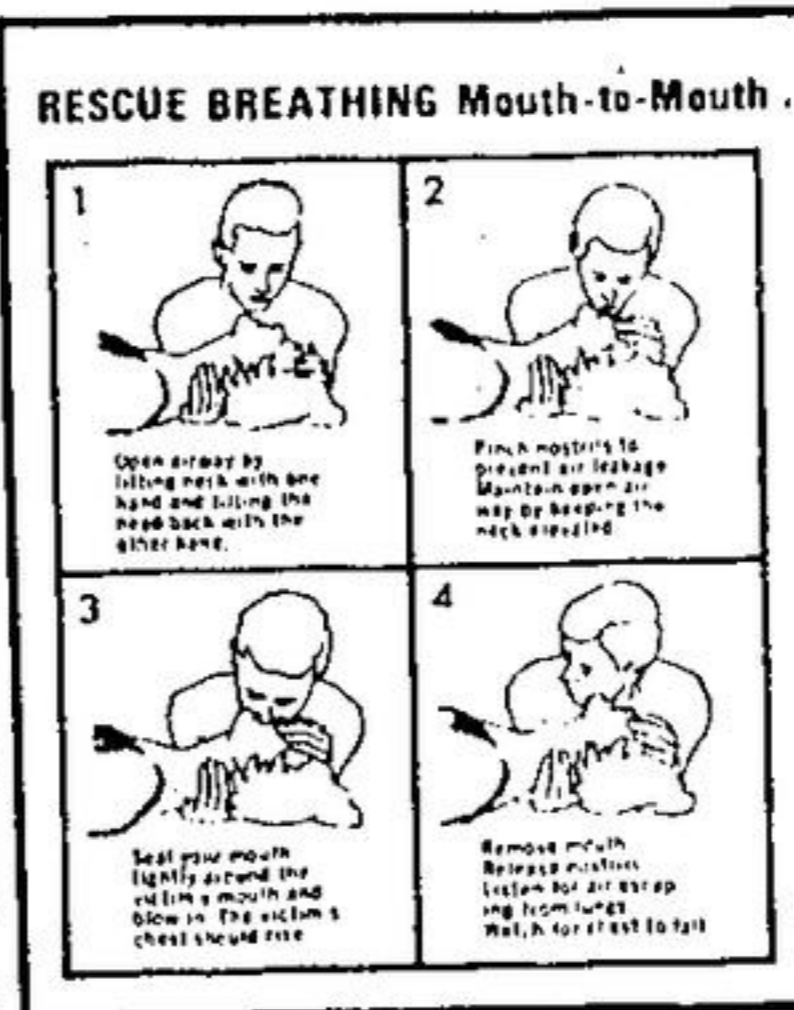 RESCUE BREATHING Mouth-to-Mouth
1
Open airway by
lifting neck with one
hand and tilting the
head back with the
other hand.
2
Pinch nostrils to
prevent air leakage
Maintain open air
way by keeping the
neck elevated
3
Seal your mouth
tightly around the
victim's mouth and
blow in. The victim's
chest should rise
4
Remove mouth
Release nostrils
Listen for air escap
ing from lungs
Watch for chest to fall